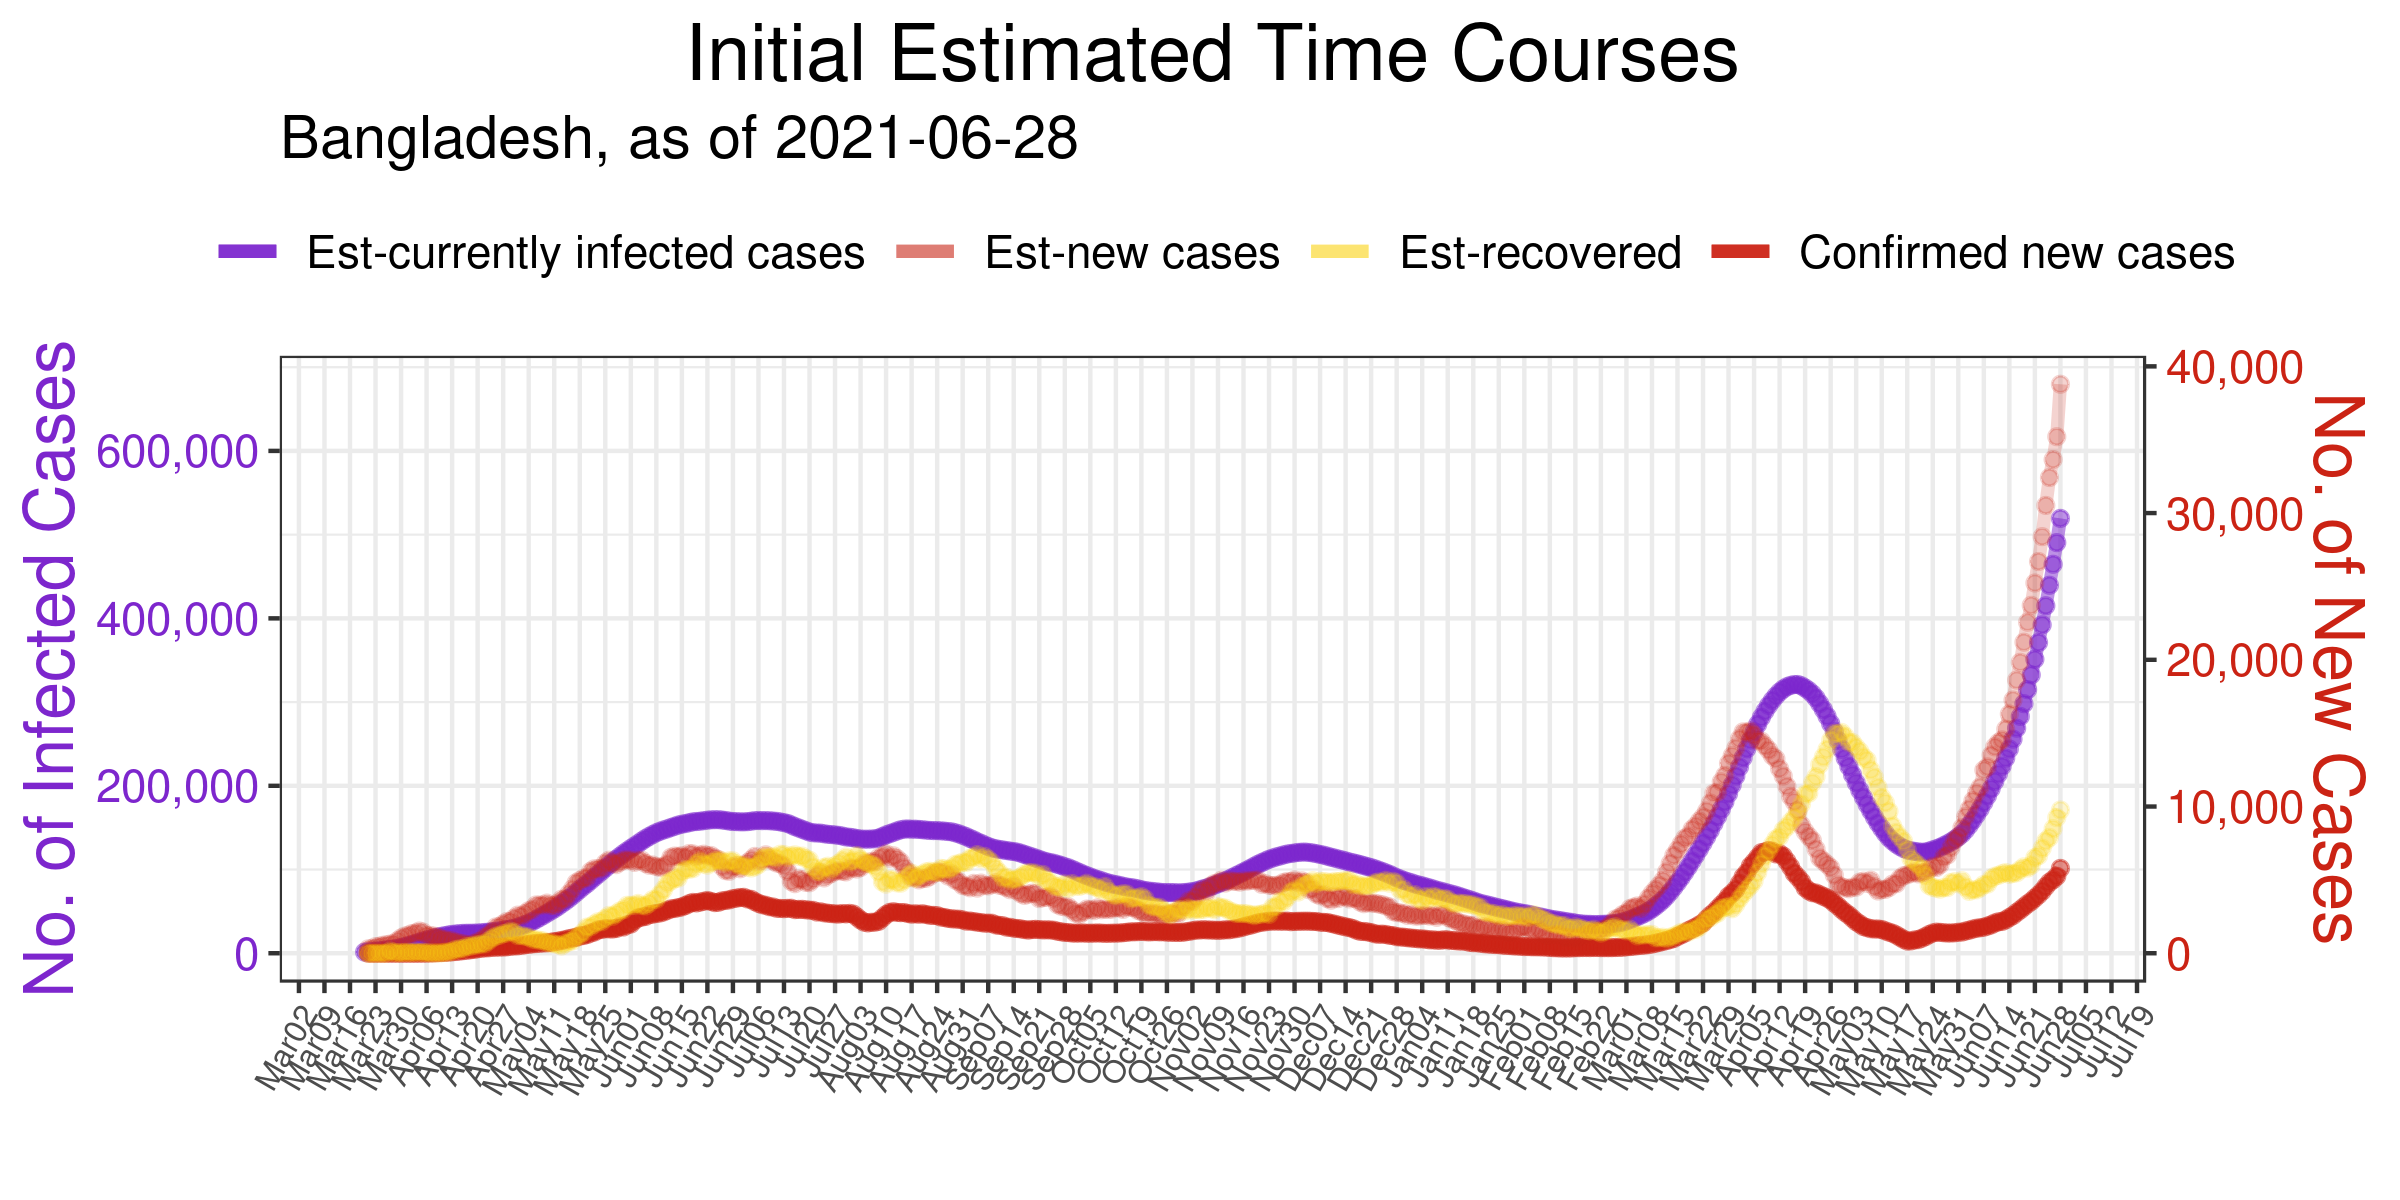 Initial Estimated Time Courses
Bangladesh, as of 2021-06-28
Est-currently infected cases
Est-new cases
Est-recovered
Confirmed new cases
No. of Infected Cases
600,000
400,000
200,000
0
40,000
30,000
20,000
10,000
0
No. of New Cases
Mar02
Mar09
Mar16
Mar23
Mar30
Apr06
Apr13
Apr20
Apr27
May04
May11
May18
May25
Jun01
Jun08
Jun15
Jun22
Jun29
Jul06
Jul13
Jul20
Jul27
Aug03
Aug10
Aug17
Aug24
Aug31
Sep07
Sep14
Sep21
Sep28
Oct05
Oct12
Oct19
Oct26
Nov02
Nov09
Nov16
Nov23
Nov30
Dec07
Dec14
Dec21
Dec28
Jan04
Jan11
Jan18
Jan25
Feb01
Feb08
Feb15
Feb22
Mar01
Mar08
Mar15
Mar22
Mar29
Apr05
Apr12
Apr19
Apr26
May03
May10
May17
May24
May31
Jun07
Jun14
Jun21
Jun28
Jul05
Jul12
Jul19